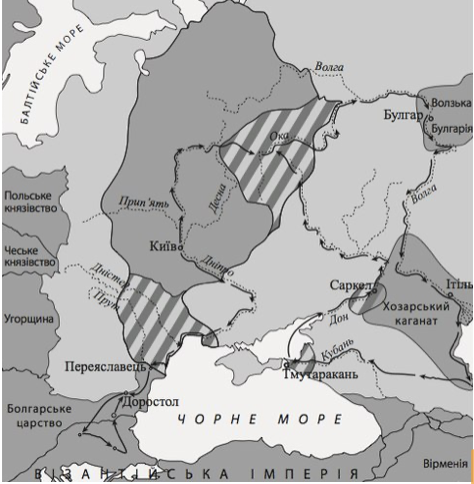 БАЛТІЙСЬКЕ МОРЕ
Волга
Волзька
Булгарія
Булгар
Ока
Польське
князівство
Прип'ять
Десна
Волга
Чеське
князівство
Київ
Дністер
Прут
Дніпро
Угорщина
Саркел
Ітіль
Дон
Хозарський
каганат
Кубань
Переяславець
Тмутаракань
Болгарське
царство
Доростол
ЧОРНЕ МОРЕ
Вірменія
ВІЗАНТІЙСЬКА ІМПЕРІЯ